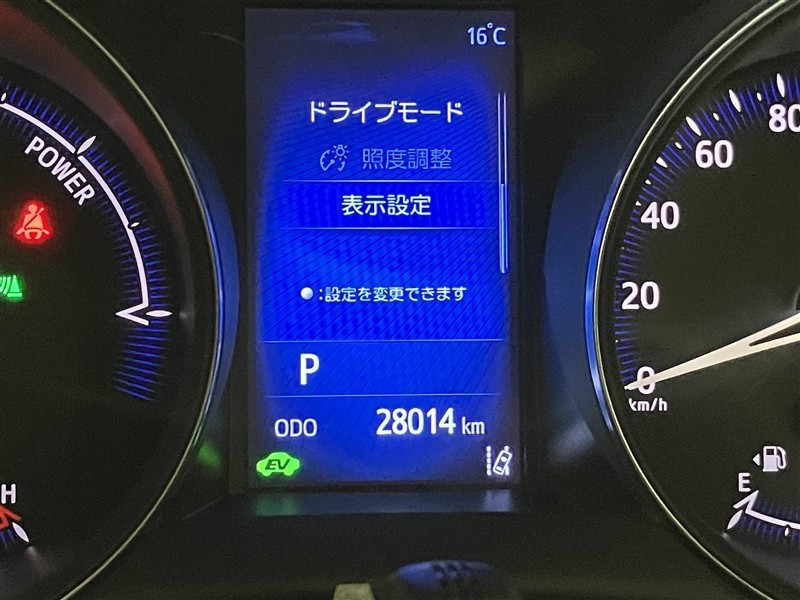 16℃
ドライブモード
照度調整
表示設定
:設定を変更できます
P
ODO 28014 km
EV
POWER
H
80
60
40
20
0
km/h
E